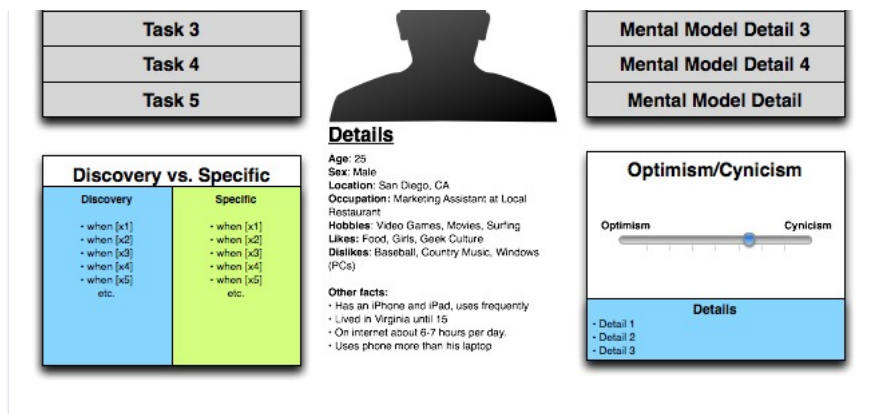 Task 3
Task 4
Task 5
Discovery vs. Specific
Discovery
• when [x1]
• when [x2]
• when [x3]
• when [x4]
• when [x5]
etc.
Specific
• when [x1]
• when [x2]
• when [x3]
• when [x4]
• when [x5]
etc.
Details
Age: 25
Sex: Male
Location: San Diego, CA
Occupation: Marketing Assistant at Local
Restaurant
Hobbies: Video Games, Movies, Surfing
Likes: Food, Girls, Geek Culture
Dislikes: Baseball, Country Music, Windows
(PCs)
Other facts:
• Has an iPhone and iPad, uses frequently
• Lived in Virginia until 15
• On internet about 6-7 hours per day.
• Uses phone more than his laptop
Mental Model Detail 3
Mental Model Detail 4
Mental Model Detail
Optimism/Cynicism
Optimism Cynicism
Details
• Detail 1
• Detail 2
• Detail 3